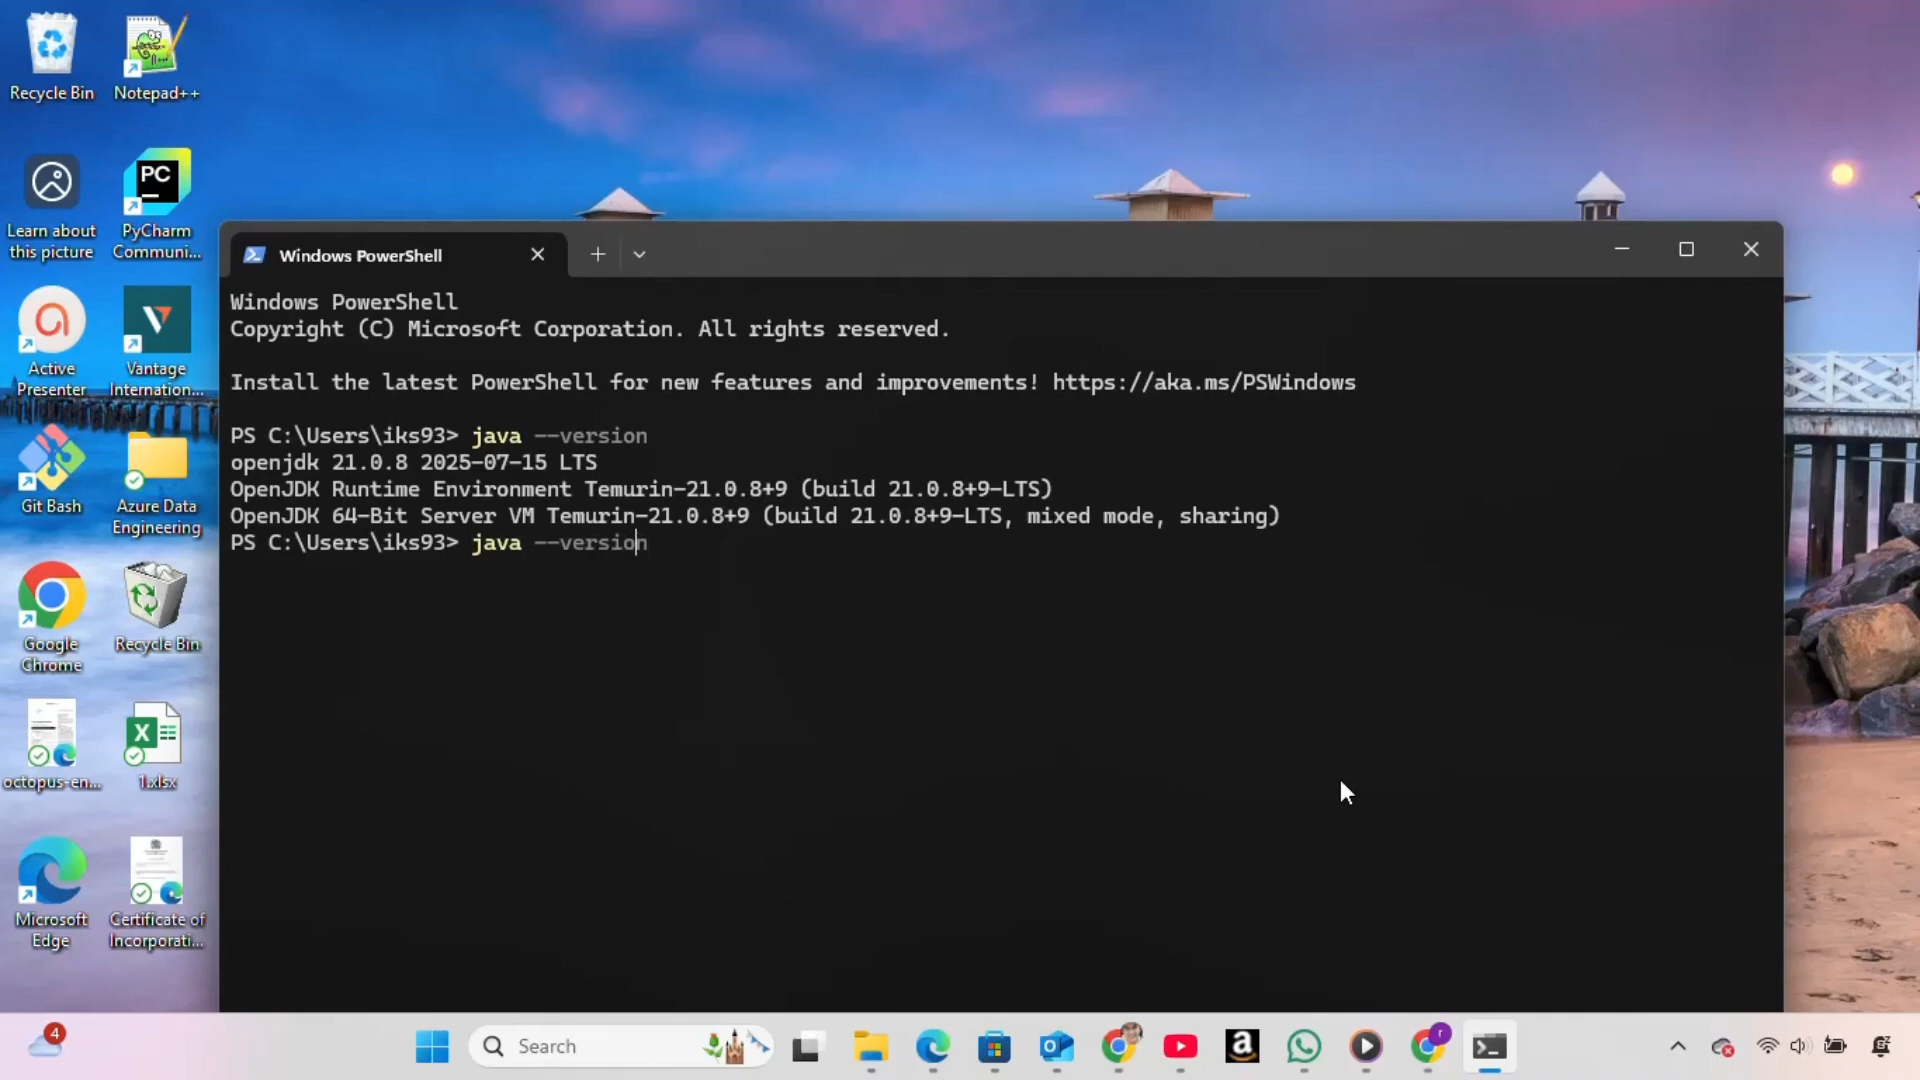 Recycle Bin
Notepad++
Learn about
this picture
PC
PyCharm
Communi...
Active
Presenter
Vantage
Internation...
Git Bash
Azure Data
Engineering
Google
Chrome
Recycle Bin
octopus-en...
X
1.xlsx
Microsoft
Edge
Certificate of
Incorporati...
Windows PowerShell
Windows PowerShell
Copyright (C) Microsoft Corporation. All rights reserved.
Install the latest PowerShell for new features and improvements! https://aka.ms/PSWindows
PS C:\Users\iks93> java --version
openjdk 21.0.8 2025-07-15 LTS
OpenJDK Runtime Environment Temurin-21.0.8+9 (build 21.0.8+9-LTS)
OpenJDK 64-Bit Server VM Temurin-21.0.8+9 (build 21.0.8+9-LTS, mixed mode, sharing)
PS C:\Users\iks93> java --version
4
Search
a
r